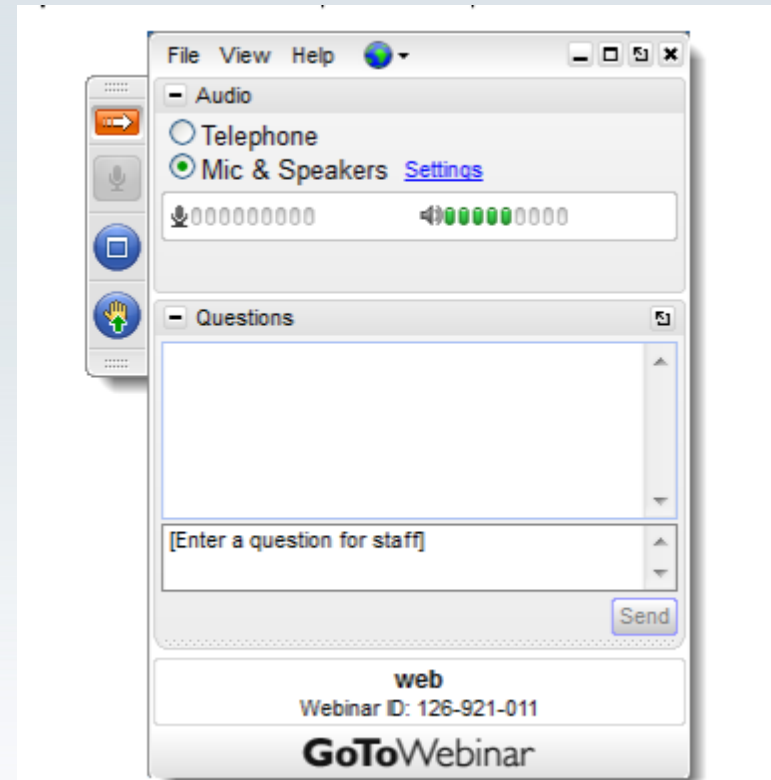 File View Help
Audio
Telephone
Mic & Speakers Settings
Questions
[Enter a question for staff]
Send
web
Webinar ID: 126-921-011
GoToWebinar